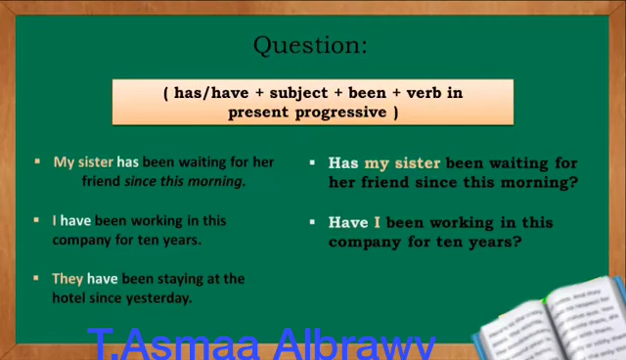 Question:
( has/have + subject + been + verb in
present progressive )
My sister has been waiting for her
friend since this morning.
I have been working in this
company for ten years.
They have been staying at the
hotel since yesterday.
Has my sister been waiting for
her friend since this morning?
Have I been working in this
company for ten years?
T.Asmaa Albrawy